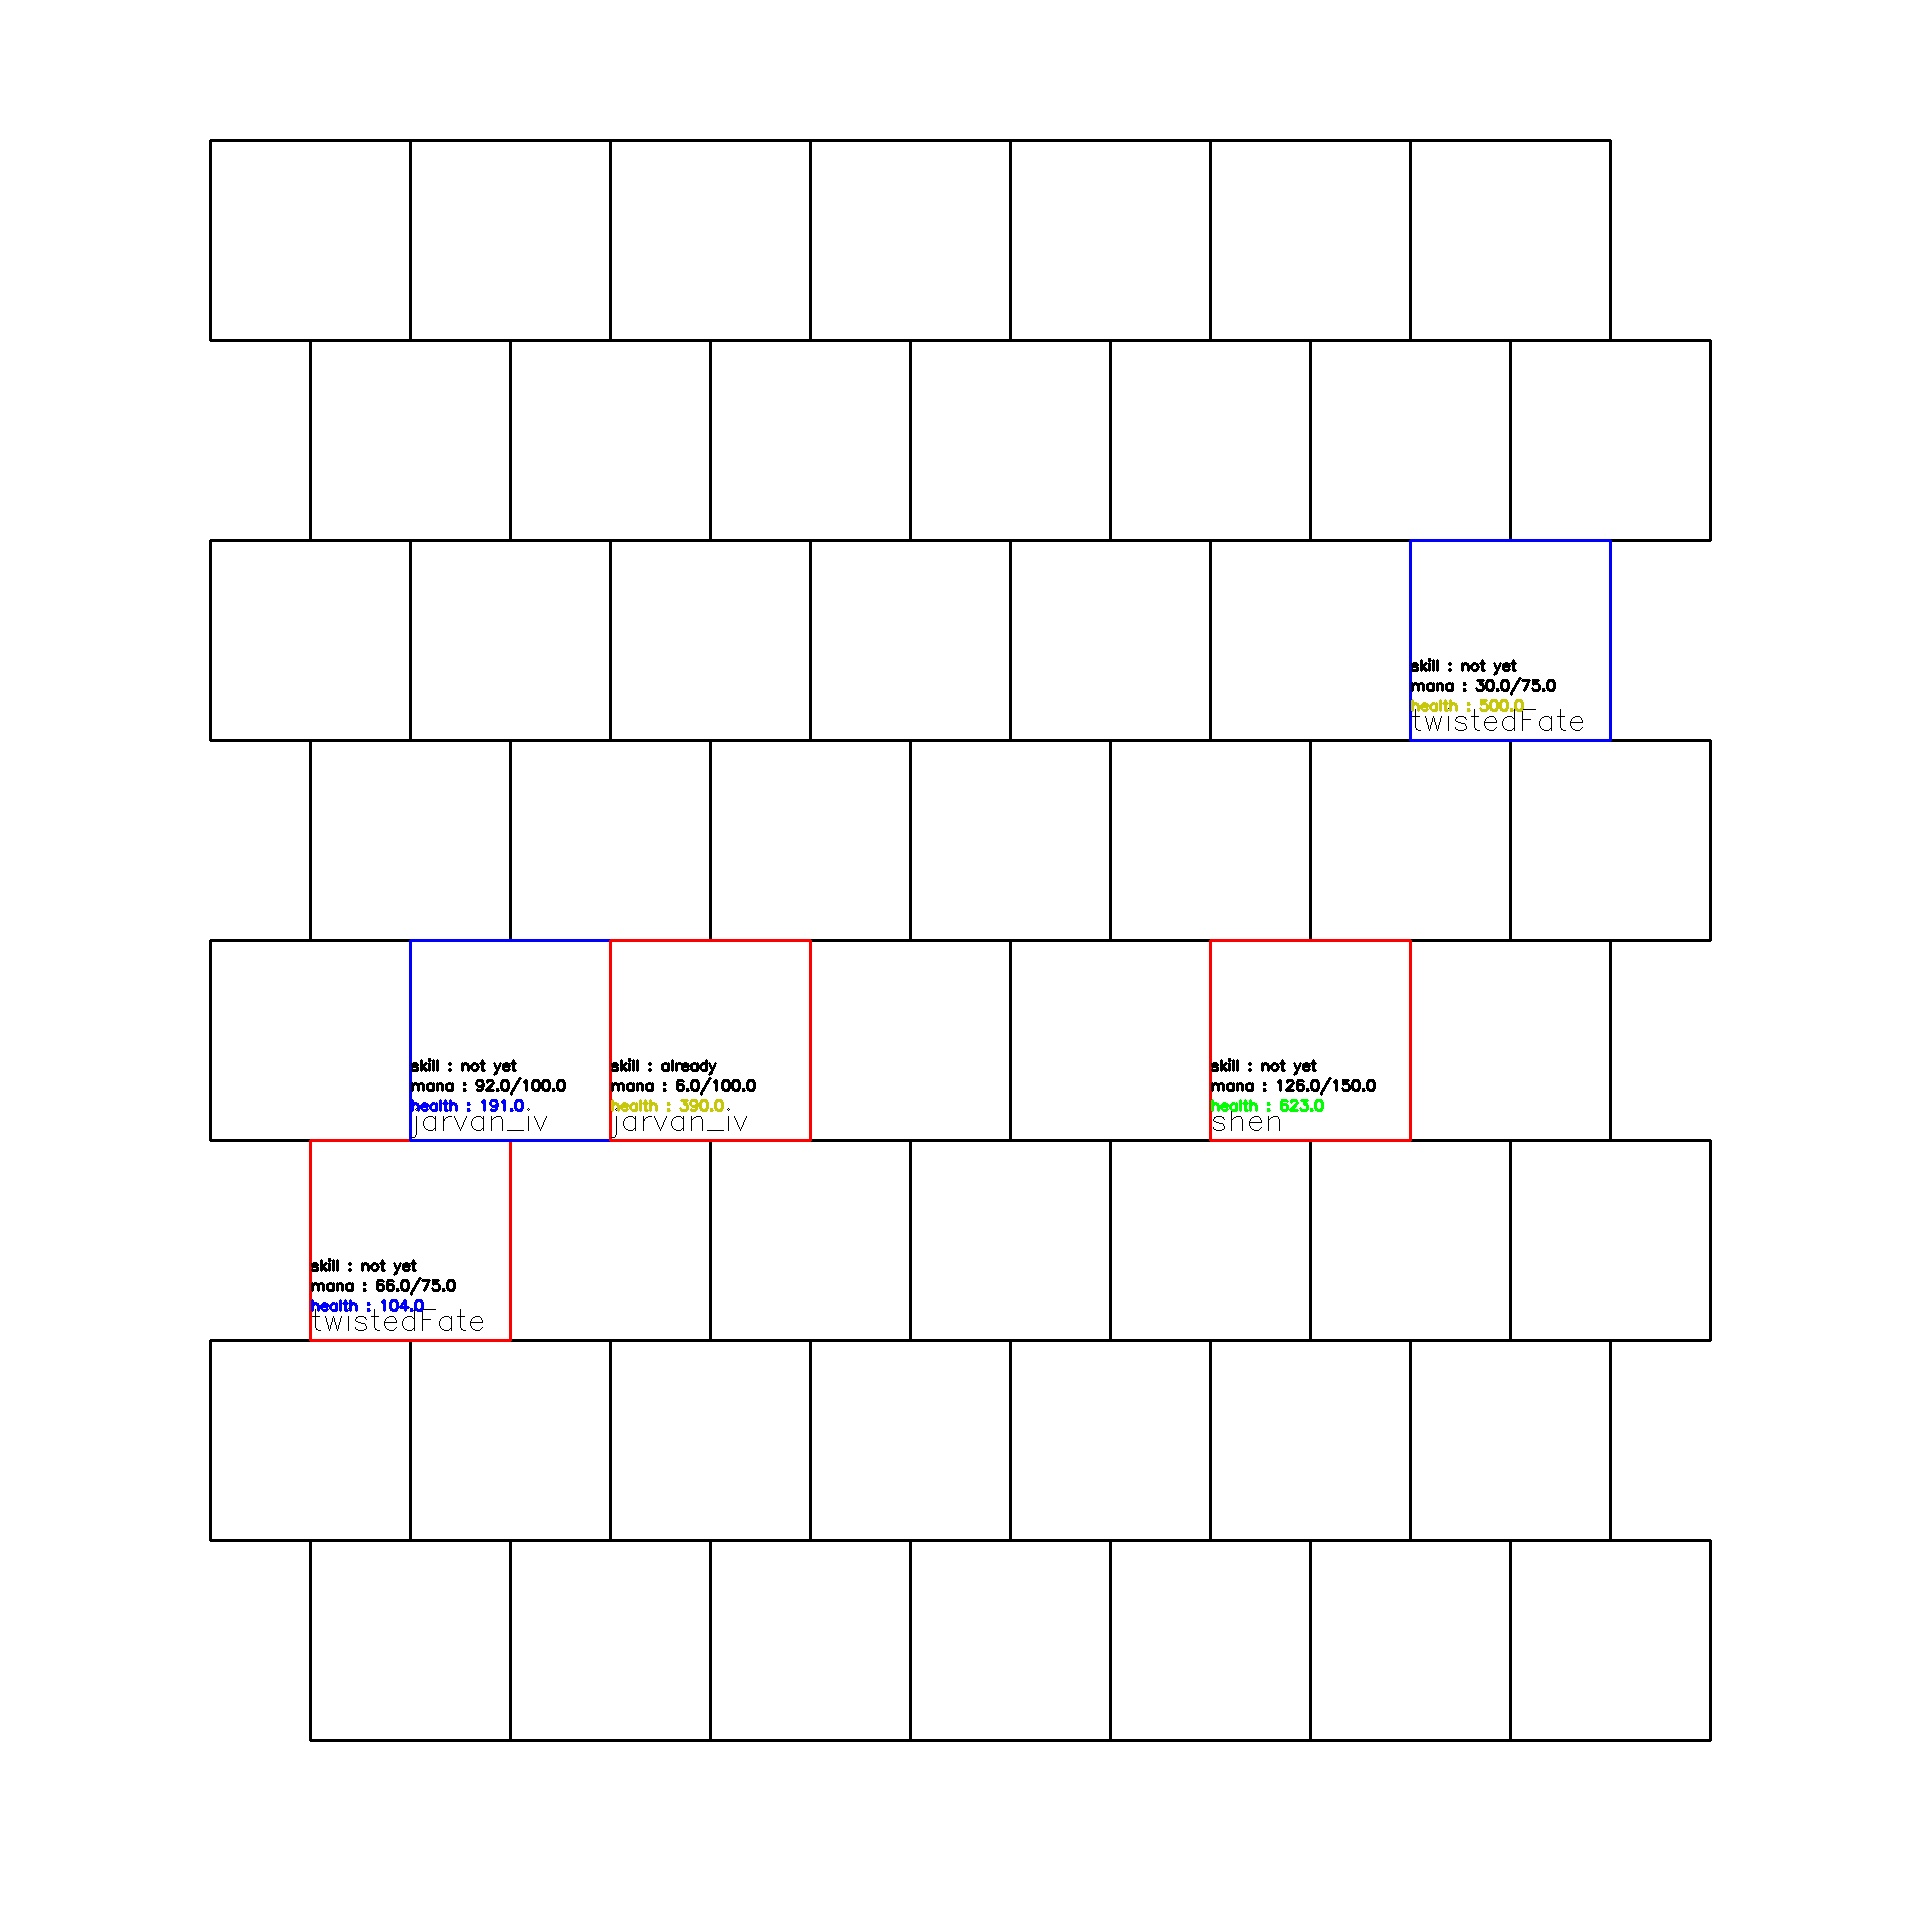 skill : not yet
mana : 30.0/75.0
health : 500.0
twistedFate
skill : not yet
mana : 92.0/100.0
health : 191.0
jarvan_iv
skill : already
mana : 6.0/100.0
health : 390.0
jarvan_iv
skill : not yet
mana : 126.0/150.0
health : 623.0
shen
skill : not yet
mana : 66.0/75.0
health : 104.0
twistedFate